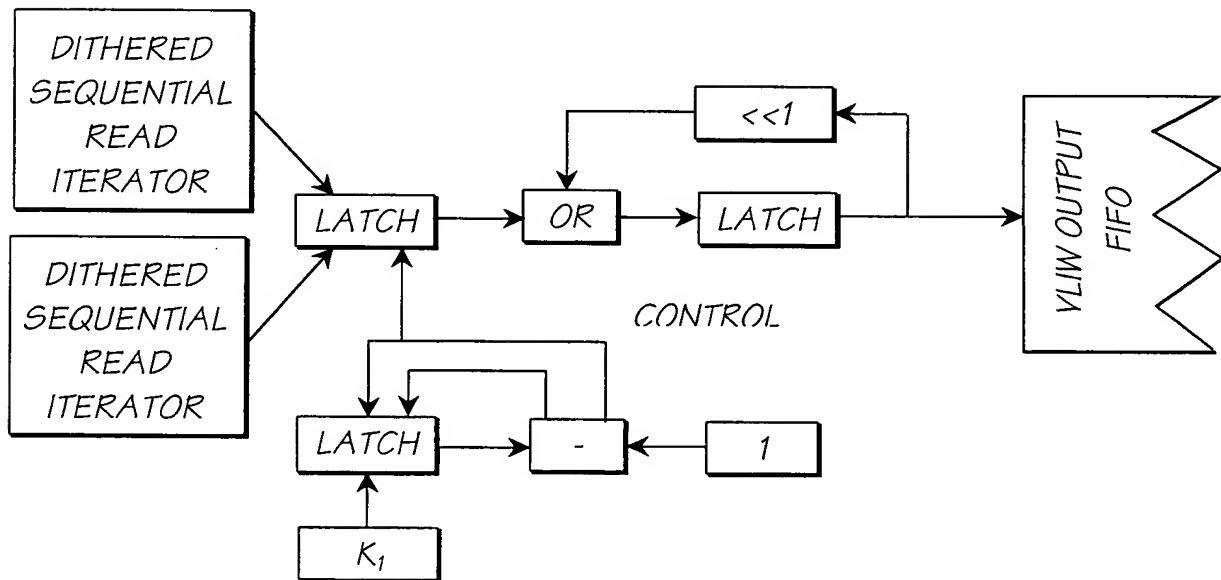 DITHERED
SEQUENTIAL
READ
ITERATOR
<<1
LATCH
OR
LATCH
VLIW OUTPUT
FIFO
DITHERED
SEQUENTIAL
READ
ITERATOR
CONTROL
LATCH
-
1
K₁